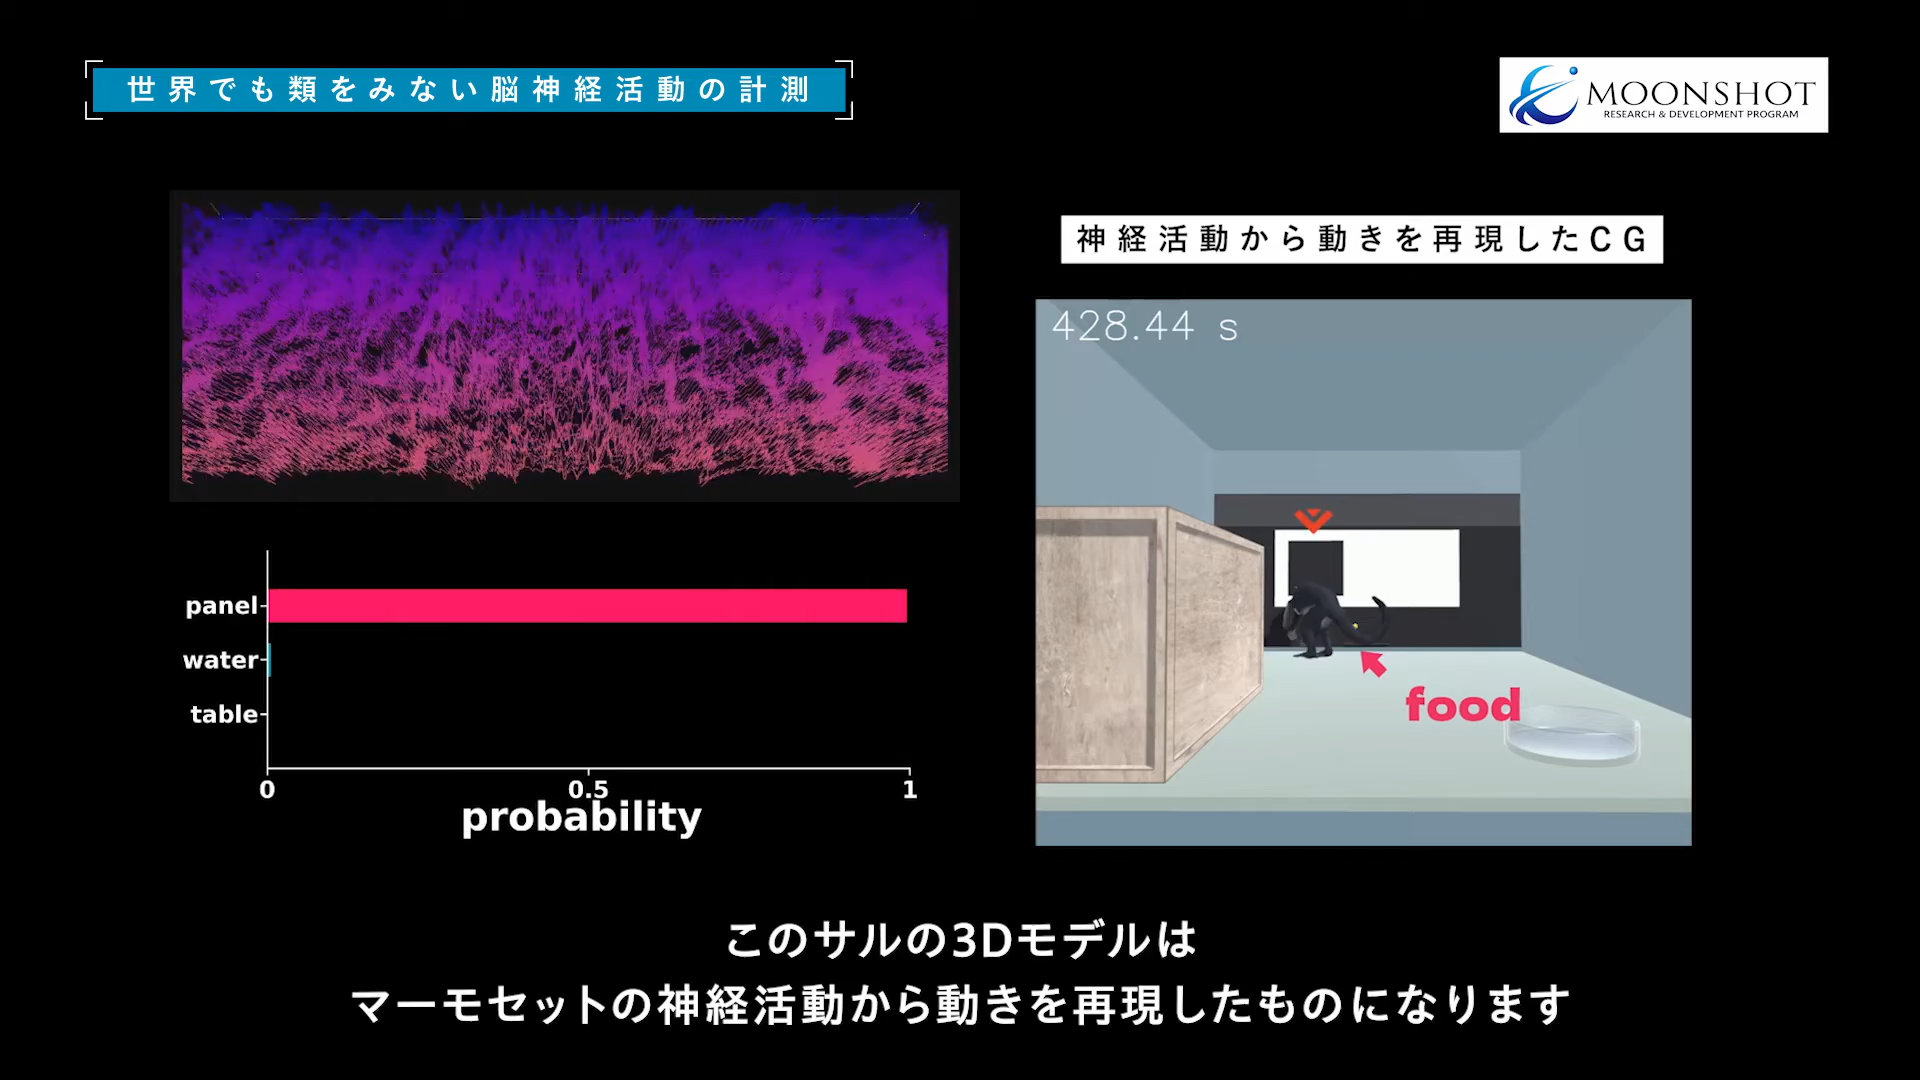 世界でも類をみない脳神経活動の計測
MOONSHOT
RESEARCH & DEVELOPMENT PROGRAM
神経活動から動きを再現したCG
428.44 s
food
panel
water
table
0
0.5
1
probability
このサルの3Dモデルは
マーモセットの神経活動から動きを再現したものになります